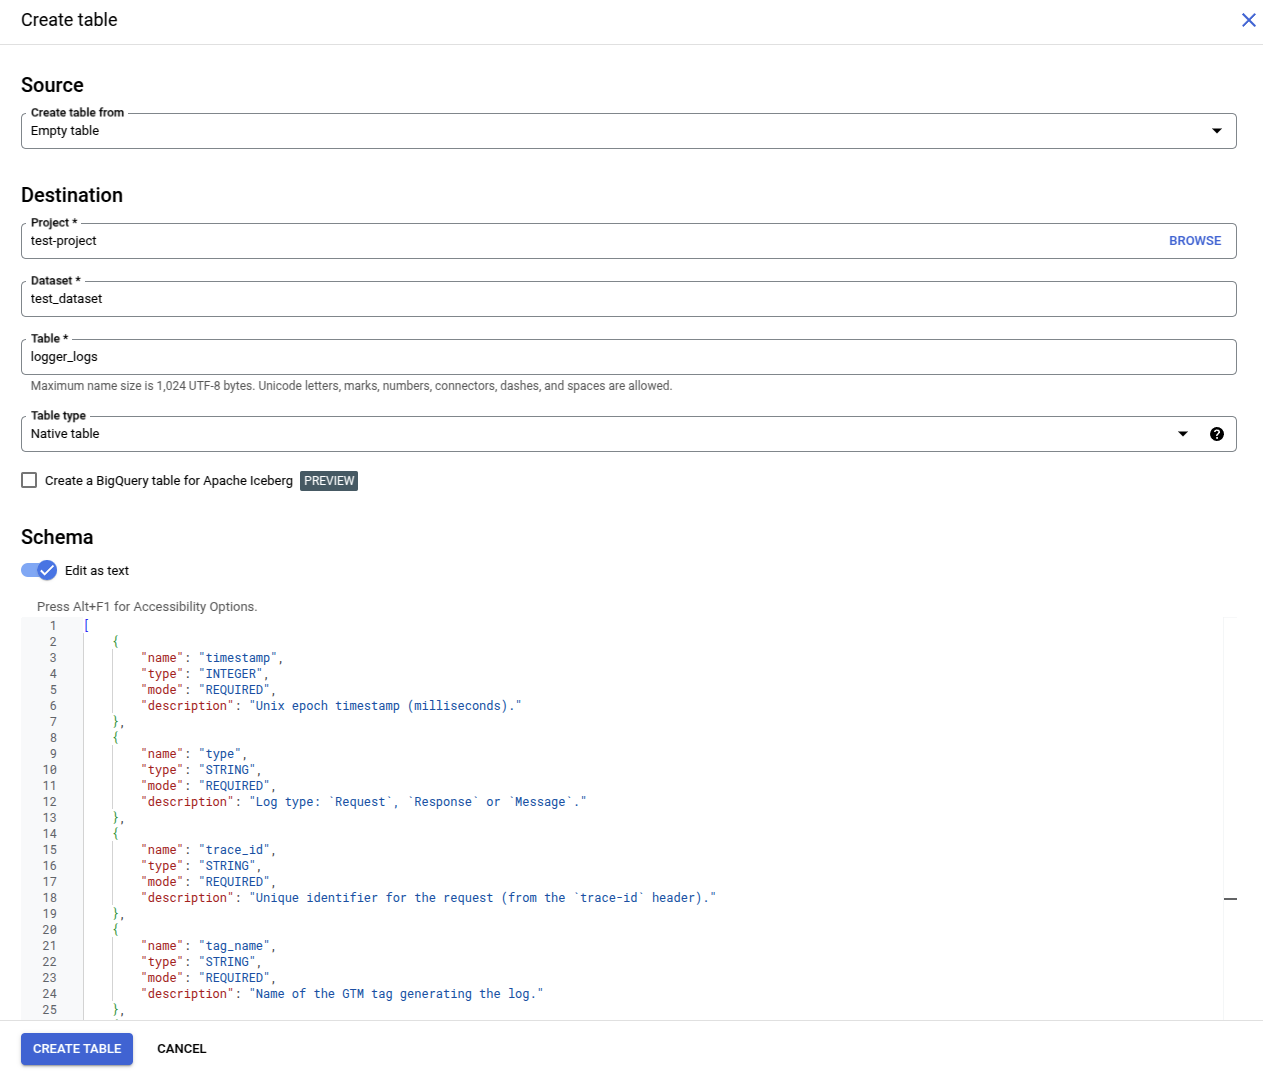 Create table
Source
Create table from
Empty table
Destination
Project *
test-project
BROWSE
Dataset *
test_dataset
Table *
logger_logs
Maximum name size is 1,024 UTF-8 bytes. Unicode letters, marks, numbers, connectors, dashes, and spaces are allowed.
Table type
Native table
Create a BigQuery table for Apache Iceberg PREVIEW
Schema
Edit as text
Press Alt+F1 for Accessibility Options.
1 [
2 {
3 "name": "timestamp",
4 "type": "INTEGER",
5 "mode": "REQUIRED",
6 "description": "Unix epoch timestamp (milliseconds)."
7 },
8 {
9 "name": "type",
10 "type": "STRING",
11 "mode": "REQUIRED",
12 "description": "Log type: `Request`, `Response` or `Message`."
13 },
14 {
15 "name": "trace_id",
16 "type": "STRING",
17 "mode": "REQUIRED",
18 "description": "Unique identifier for the request (from the `trace-id` header)."
19 },
20 {
21 "name": "tag_name",
22 "type": "STRING",
23 "mode": "REQUIRED",
24 "description": "Name of the GTM tag generating the log."
25 },
CREATE TABLE CANCEL